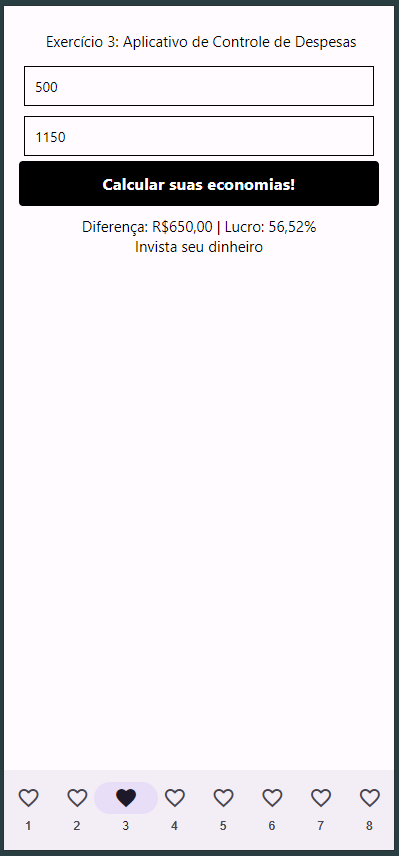 Exercício 3: Aplicativo de Controle de Despesas
500
1150
Calcular suas economias!
Diferença: R$650,00 | Lucro: 56,52%
Invista seu dinheiro
1 2 3 4 5 6 7 8